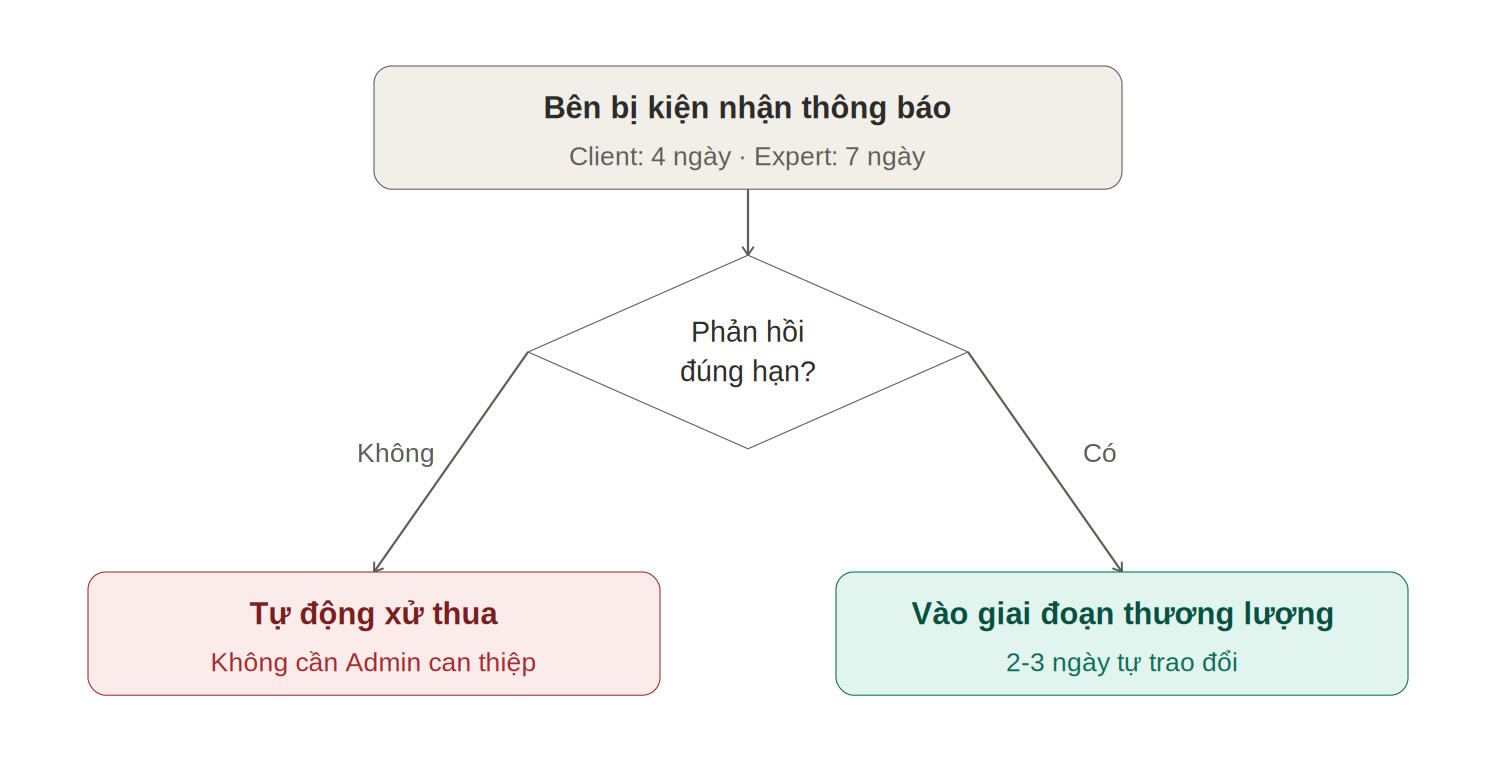 Bên bị kiện nhận thông báo
Client: 4 ngày · Expert: 7 ngày
Phản hồi
đúng hạn?
Không
Có
Tự động xử thua
Không cần Admin can thiệp
Vào giai đoạn thương lượng
2-3 ngày tự trao đổi